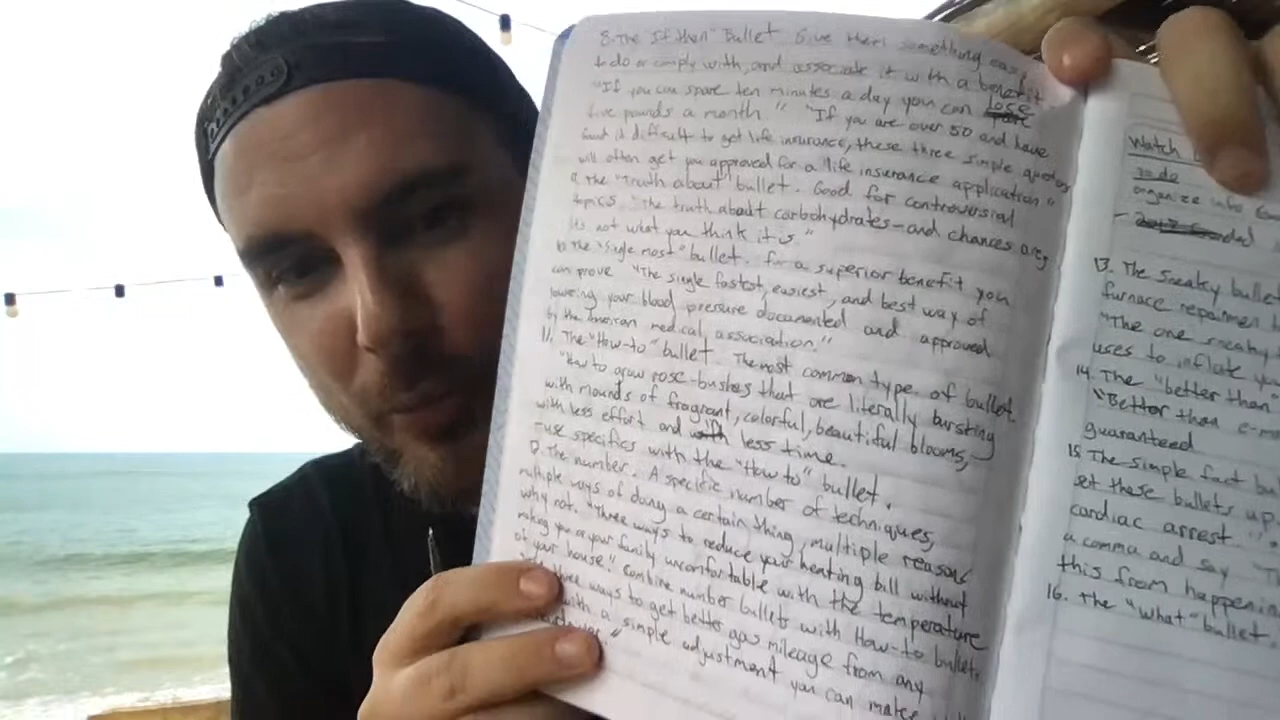 8. The "If then" Bullet Give them something easy
to do or comply with, and associate it with a benefit
"If you can spare ten minutes a day you can lose
five pounds a month." "If you are over 50 and have
found it difficult to get life insurance, these three simple quotes
will often get you approved for a life insurance application"
9. the "Truth about" bullet. Good for controversial
topics. "The truth about carbohydrates – and chances are,
its not what you think it is."
10 the "Single most" bullet. For a superior benefit you
can prove "The single fastest, easiest, and best way of
lowering your blood pressure documented and approved
by the American medical association."
11. The "How-to" bullet. The most common type of bullet.
"How to grow rose-bushes that are literally bursting
with mounds of fragrant, colorful, beautiful blooms,
with less effort and less time.
-use specifics with the "How to" bullet.
12. The number. A specific number of techniques,
multiple ways of doing a certain thing, multiple reasons
why not. "Three ways to reduce your heating bill without
making you or your family uncomfortable with the temperature
of your house." Combine number bullets with How-to bullets.
three ways to get better gas mileage from any
with a simple adjustment you can make
Watch
To do
organize info
13. The sneaky bullet
furnace repairmen
"The one sneaky
uses to inflate you
14. The "better than"
"Better than e-m
guaranteed
15 The simple fact bu
set these bullets up
cardiac arrest
a comma and say
this from happenin
16. The "what" bullet.